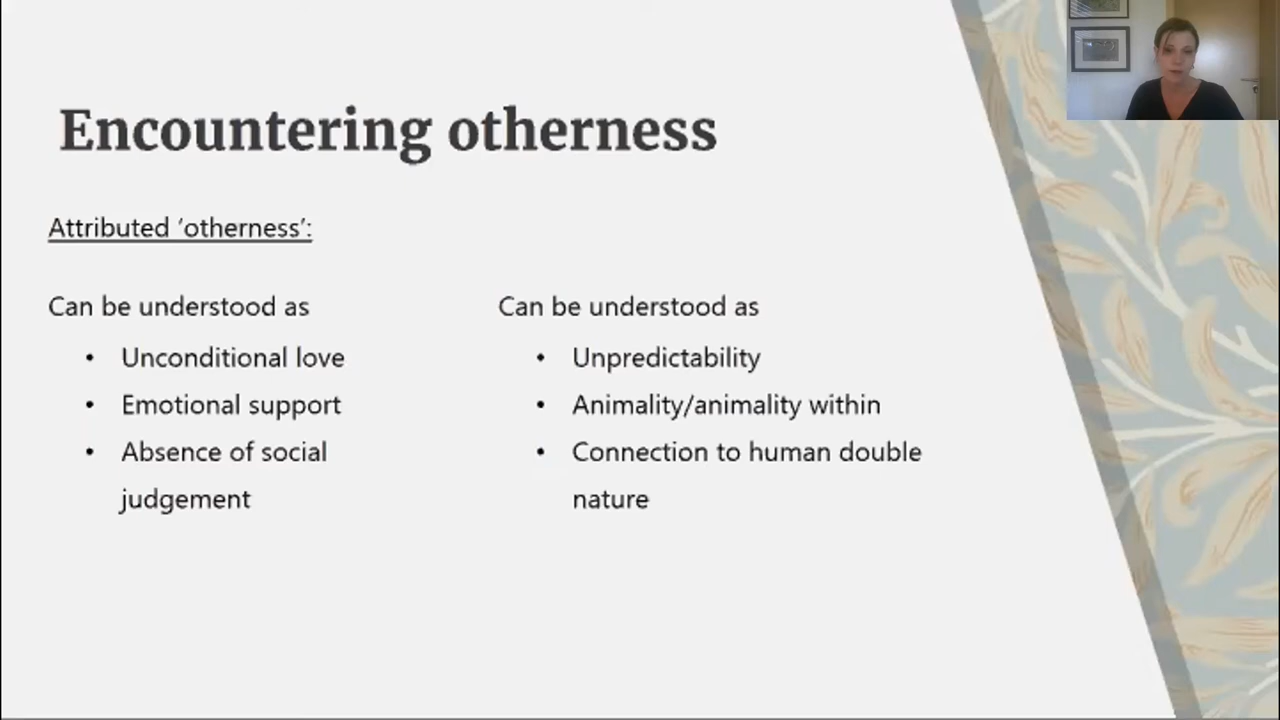 Encountering otherness
Attributed ‘otherness’:
Can be understood as
• Unconditional love
• Emotional support
• Absence of social
judgement
Can be understood as
• Unpredictability
• Animality/animality within
• Connection to human double
nature